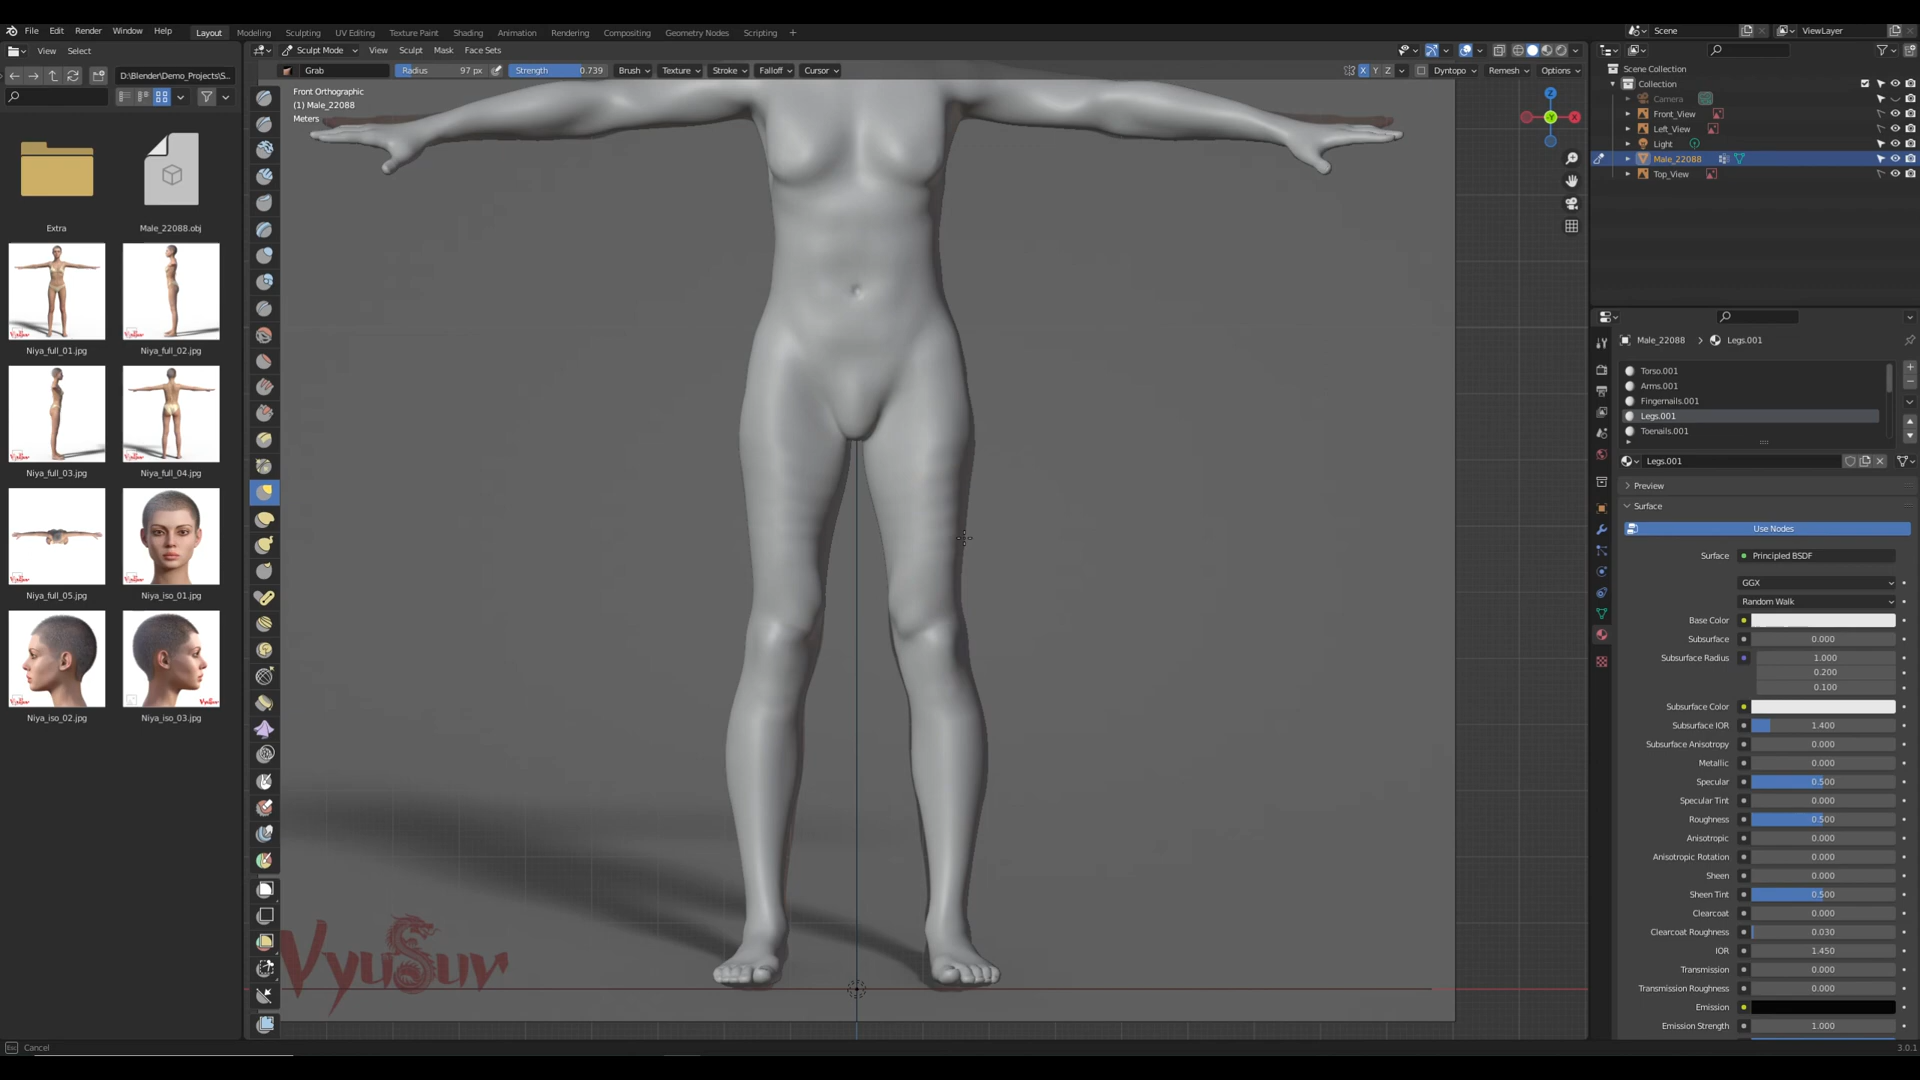 File Edit Render Window Help
Layout Modeling Sculpting UV Editing Texture Paint Shading Animation Rendering Compositing Geometry Nodes Scripting +
Scene
ViewLayer
View Select
Sculpt Mode View Sculpt Mask Face Sets
D:\Blender\Demo_Projects\S...
Grab
Radius 97 px
Strength 0.739
Brush Texture Stroke Falloff Cursor
X Y Z
Dyntopo Remesh Options
Front Orthographic
(1) Male_22088
Meters
Z
-Y
X
Extra
Male_22088.obj
Niya_full_01.jpg
Niya_full_02.jpg
Niya_full_03.jpg
Niya_full_04.jpg
Niya_full_05.jpg
Niya_iso_01.jpg
Niya_iso_02.jpg
Niya_iso_03.jpg
VyuSuv
Cancel
Scene Collection
Collection
Camera
Front_View
Left_View
Light
Male_22088
Top_View
Male_22088 > Legs.001
Torso.001
Arms.001
Fingernails.001
Legs.001
Toenails.001
Legs.001
Preview
Surface
Use Nodes
Surface Principled BSDF
GGX
Random Walk
Base Color
Subsurface 0.000
Subsurface Radius 1.000
0.200
0.100
Subsurface Color
Subsurface IOR 1.400
Subsurface Anisotropy 0.000
Metallic 0.000
Specular 0.500
Specular Tint 0.000
Roughness 0.500
Anisotropic 0.000
Anisotropic Rotation 0.000
Sheen 0.000
Sheen Tint 0.500
Clearcoat 0.000
Clearcoat Roughness 0.030
IOR 1.450
Transmission 0.000
Transmission Roughness 0.000
Emission
Emission Strength 1.000
3.0.1